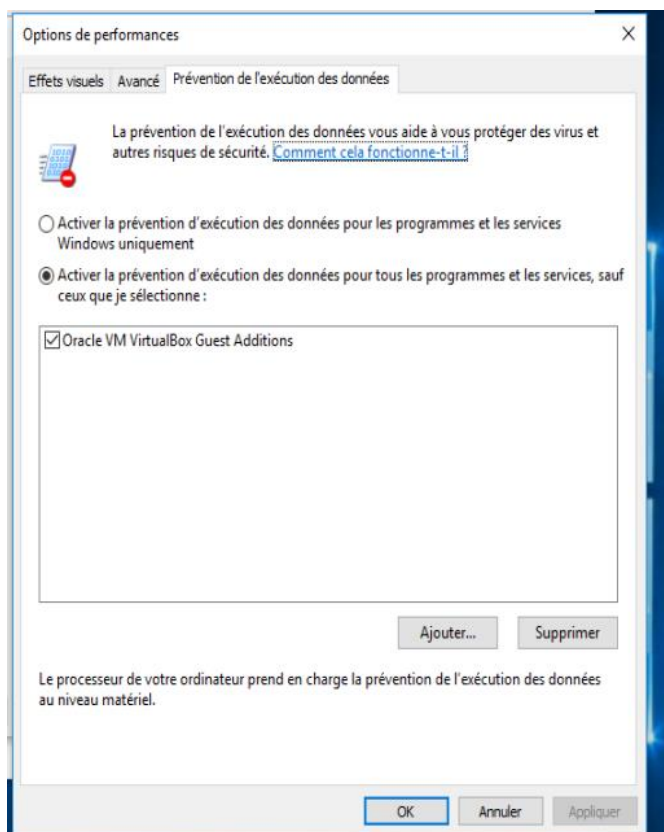 Options de performances
Effets visuels Avancé Prévention de l'exécution des données
La prévention de l'exécution des données vous aide à vous protéger des virus et
autres risques de sécurité. Comment cela fonctionne-t-il ?
Activer la prévention d'exécution des données pour les programmes et les services
Windows uniquement
Activer la prévention d'exécution des données pour tous les programmes et les services, sauf
ceux que je sélectionne :
Oracle VM VirtualBox Guest Additions
Ajouter... Supprimer
Le processeur de votre ordinateur prend en charge la prévention de l'exécution des données
au niveau matériel.
OK Annuler Appliquer